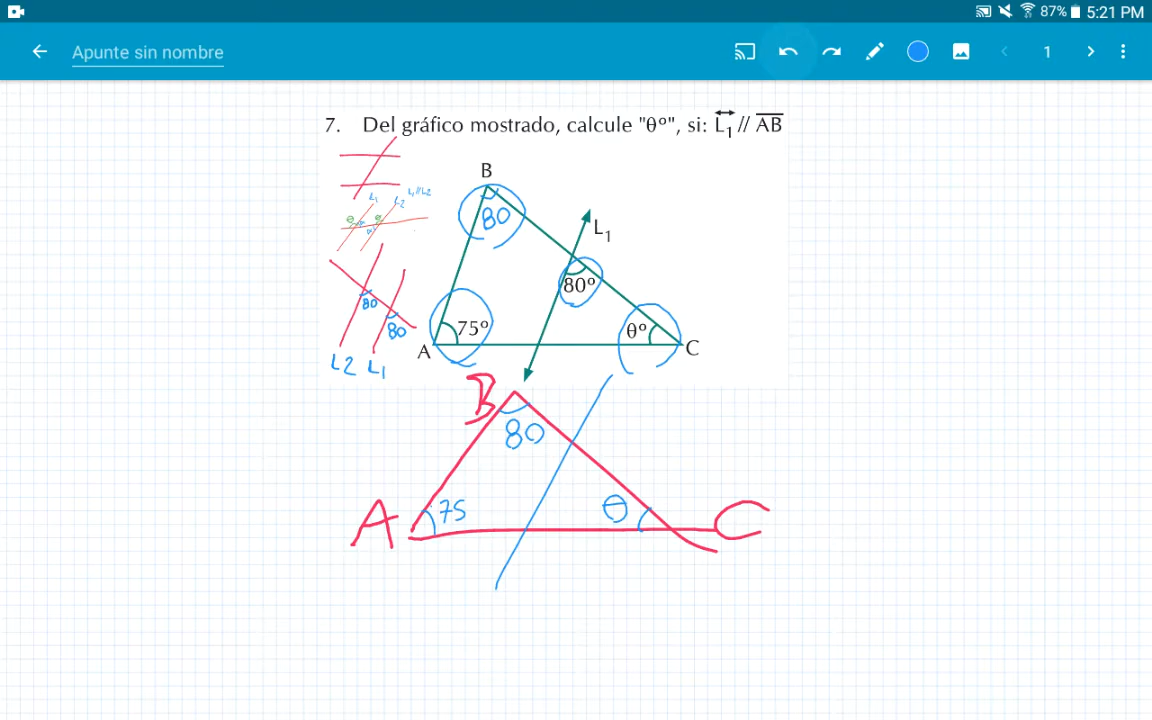 87% 5:21 PM
Apunte sin nombre
1
7. Del gráfico mostrado, calcule "θº", si: L1 // AB
B
L1 L2 L1//L2
80
L1
80º
80
75º
θº
80
A
C
L2 L1
B
80
75
θ
A
C